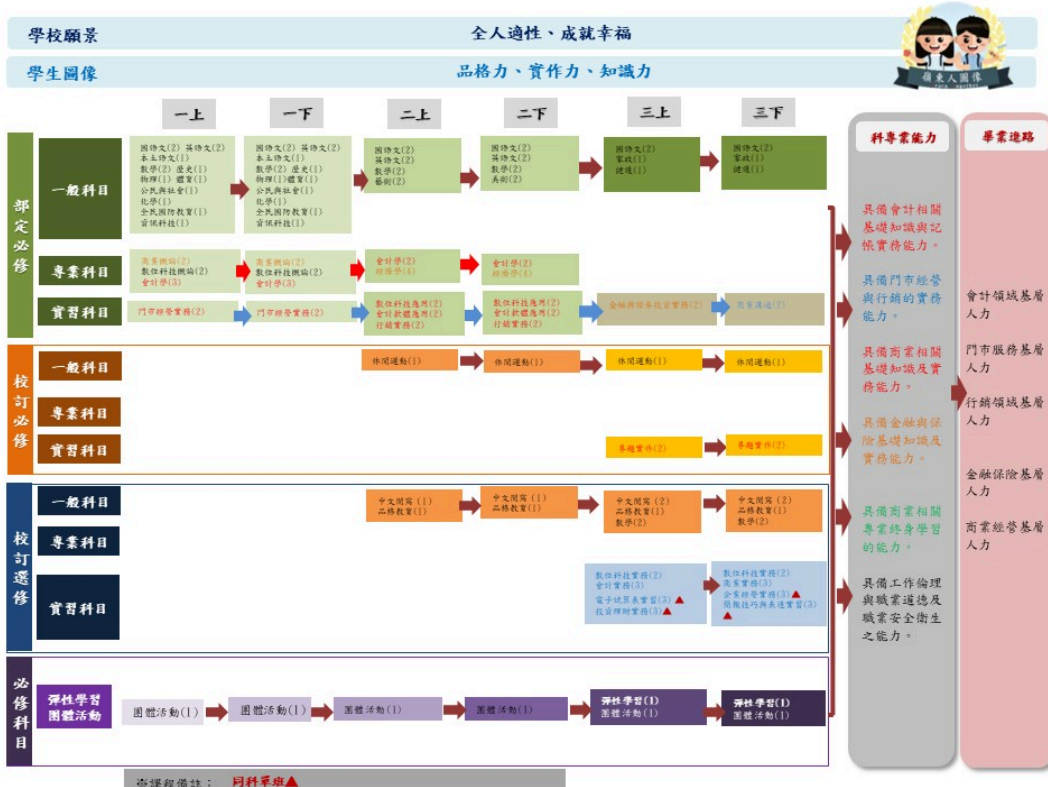 學校願景 全人適性、成就幸福
學生圖像 品格力、實作力、知識力
嶺東人圖像
一上 一下 二上 二下 三上 三下
部定必修
一般科目
國語文(2) 英語文(2)
本土語文(1)
數學(2) 歷史(1)
物理(1) 體育(1)
公民與社會(1)
化學(1)
全民國防教育(1)
資訊科技(1)
國語文(2) 英語文(2)
本土語文(1)
數學(2) 歷史(1)
物理(1)體育(1)
公民與社會(1)
化學(1)
全民國防教育(1)
資訊科技(1)
國語文(2)
英語文(2)
數學(2)
藝術(2)
國語文(2)
英語文(2)
數學(2)
美術(2)
國語文(2)
家政(1)
健護(1)
國語文(2)
家政(1)
健護(1)
專業科目
商業概論(2)
數位科技概論(2)
會計學(3)
商業概論(2)
數位科技概論(2)
會計學(3)
會計學(2)
經濟學(4)
會計學(2)
經濟學(4)
實習科目
門市經營實務(2)
門市經營實務(2)
數位科技應用(2)
會計軟體應用(2)
行銷實務(2)
數位科技應用(2)
會計軟體應用(2)
行銷實務(2)
金融與證券投資實務(2)
商業溝通(2)
校訂必修
一般科目
休閒運動(1)
休閒運動(1)
休閒運動(1)
休閒運動(1)
專業科目
實習科目
專題實作(2)
專題實作(2)
校訂選修
一般科目
中文閱寫(1)
品格教育(1)
中文閱寫(1)
品格教育(1)
中文閱寫(2)
品格教育(1)
數學(2)
中文閱寫(2)
品格教育(1)
數學(2)
專業科目
實習科目
數位科技實務(2)
會計實務(3)
電子試算表實習(3) ▲
投資理財實務(3)▲
數位科技實務(2)
商業實務(3)
企業經營實務(3)▲
簡報技巧與表達實習(3)
▲
必修科目
彈性學習
團體活動
團體活動(1)
團體活動(1)
團體活動(1)
團體活動(1)
彈性學習(1)
團體活動(1)
彈性學習(1)
團體活動(1)
科專業能力
具備會計相關
基礎知識與記
帳實務能力。
具備門市經營
與行銷的實務
能力。
具備商業相關
基礎知識及實
務能力。
具備金融與保
險基礎知識及
實務能力。
具備商業相關
專業終身學習
的能力。
具備工作倫理
與職業道德及
職業安全衛生
之能力。
畢業進路
會計領域基層
人力
門市服務基層
人力
行銷領域基層
人力
金融保險基層
人力
商業經營基層
人力
※課程備註： 同科單班▲